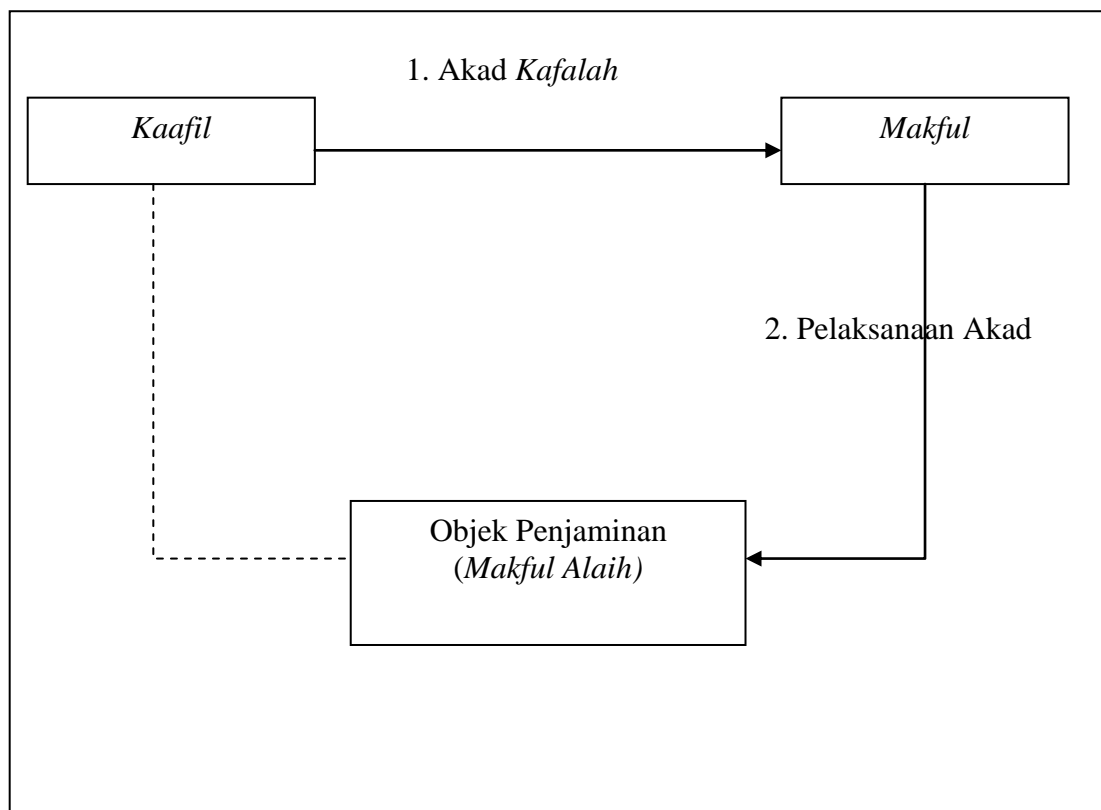 1. Akad Kafalah
Kaafil
Makful
2. Pelaksanaan Akad
Objek Penjaminan
(Makful Alaih)